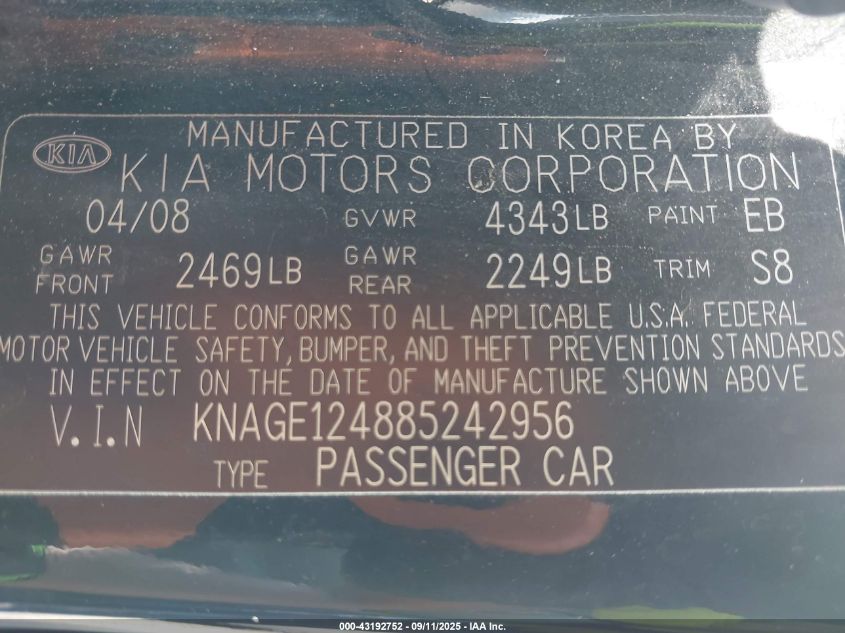 MANUFACTURED IN KOREA BY
KIA KIA MOTORS CORPORATION
04/08 GVWR 4343LB PAINT EB
GAWR FRONT 2469LB GAWR REAR 2249LB TRIM S8
THIS VEHICLE CONFORMS TO ALL APPLICABLE U.S.A. FEDERAL
MOTOR VEHICLE SAFETY, BUMPER, AND THEFT PREVENTION STANDARDS
IN EFFECT ON THE DATE OF MANUFACTURE SHOWN ABOVE
V.I.N KNAGE124885242956
TYPE PASSENGER CAR
000-43192752 - 09/11/2025 - IAA Inc.